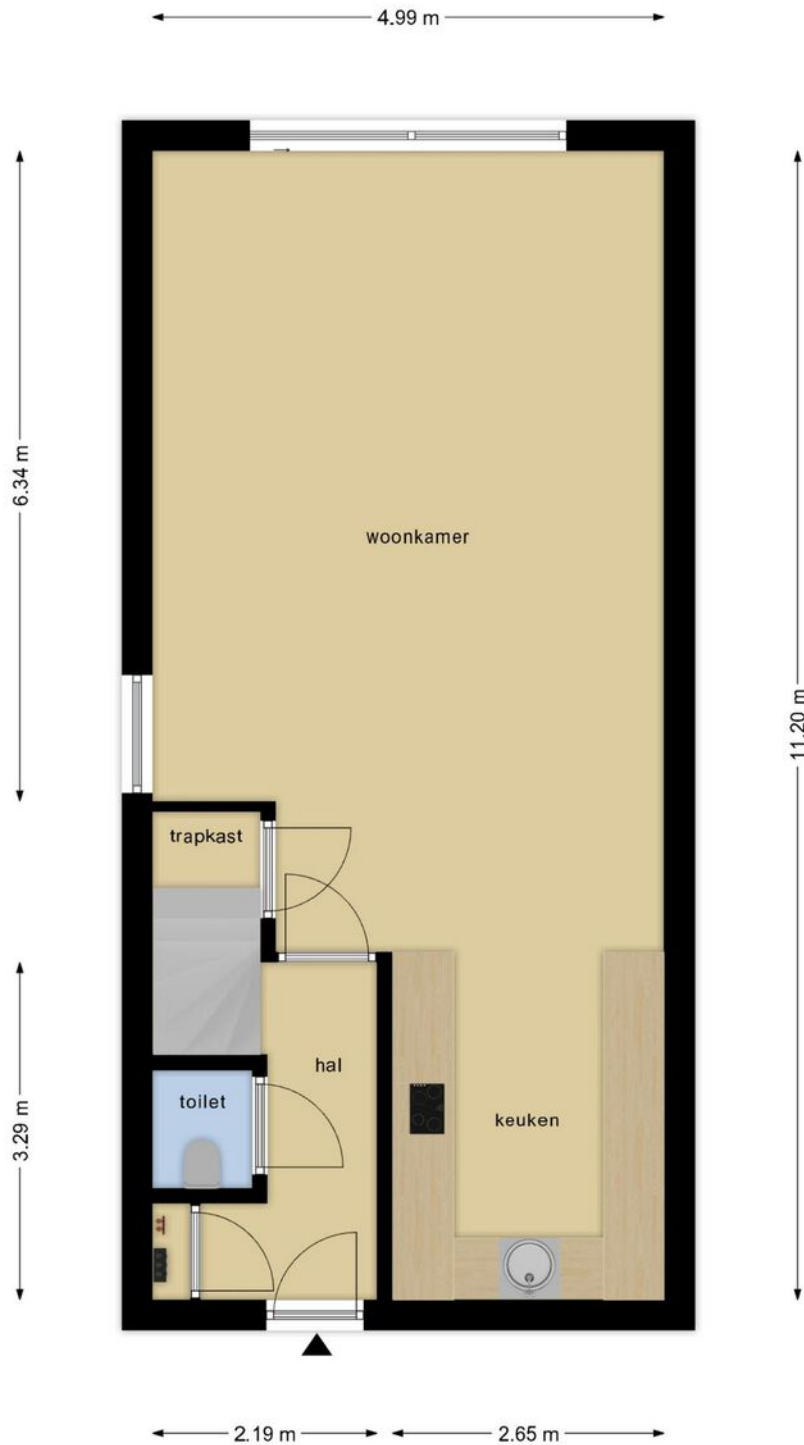 4.99 m
6.34 m
woonkamer
11.20 m
trapkast
hal
toilet
3.29 m
keuken
2.19 m
2.65 m